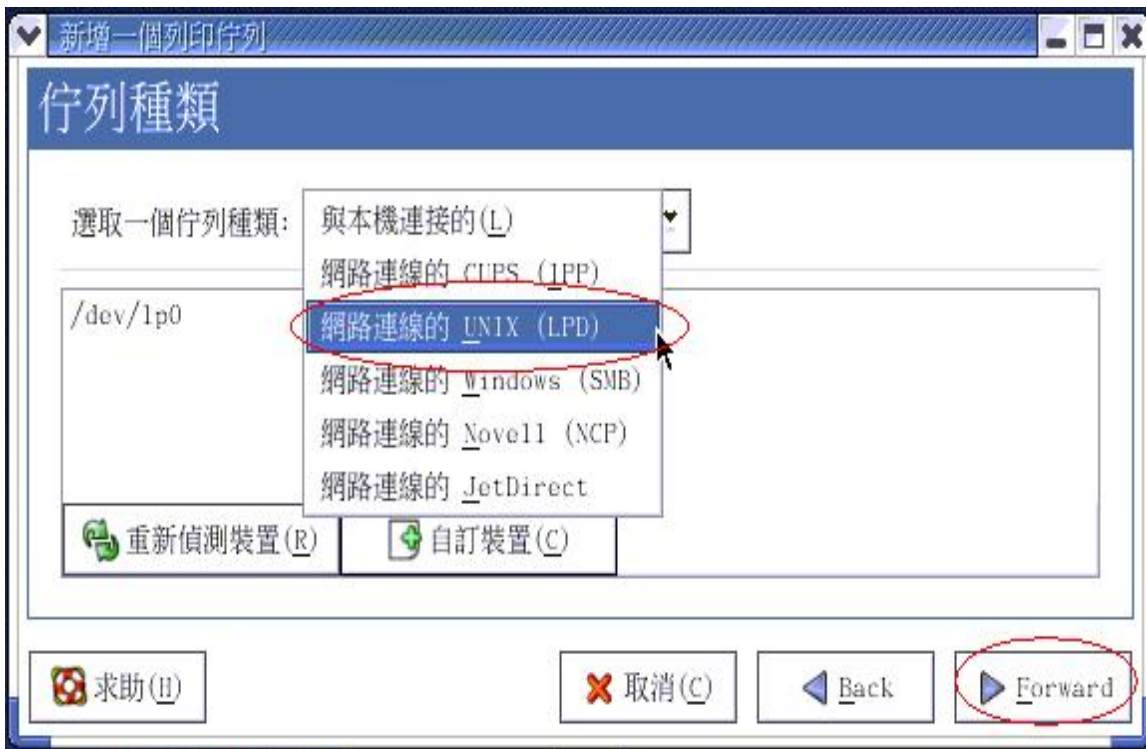 新增一個列印佇列
佇列種類
選取一個佇列種類:
與本機連接的(L)
網路連線的 CUPS (IPP)
網路連線的 UNIX (LPD)
網路連線的 Windows (SMB)
網路連線的 Novell (NCP)
網路連線的 JetDirect
/dev/lp0
重新偵測裝置(R)
自訂裝置(C)
求助(H)
取消(C)
Back
Forward